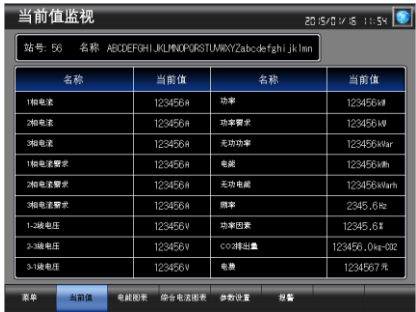 当前值监视 2015/01/15 11:54
站号: 56 名称 ABCDEFGHIJKLMNOPQRSTUVWXYZabcdefghijklmn
名称 当前值 名称 当前值
1相电流 123456A 功率 123456kW
2相电流 123456A 功率需求 123456kW
3相电流 123456A 无功功率 123456kVar
1相电流需求 123456A 电能 123456kWh
2相电流需求 123456A 无功电能 123456kVarh
3相电流需求 123456A 频率 2345.6Hz
1-2线电压 123456V 功率因素 12345.6%
2-3线电压 123456V CO2排出量 123456.0kg-CO2
3-1线电压 123456V 电费 1234567元
菜单 当前值 电能图表 综合电流图表 参数设置 报警